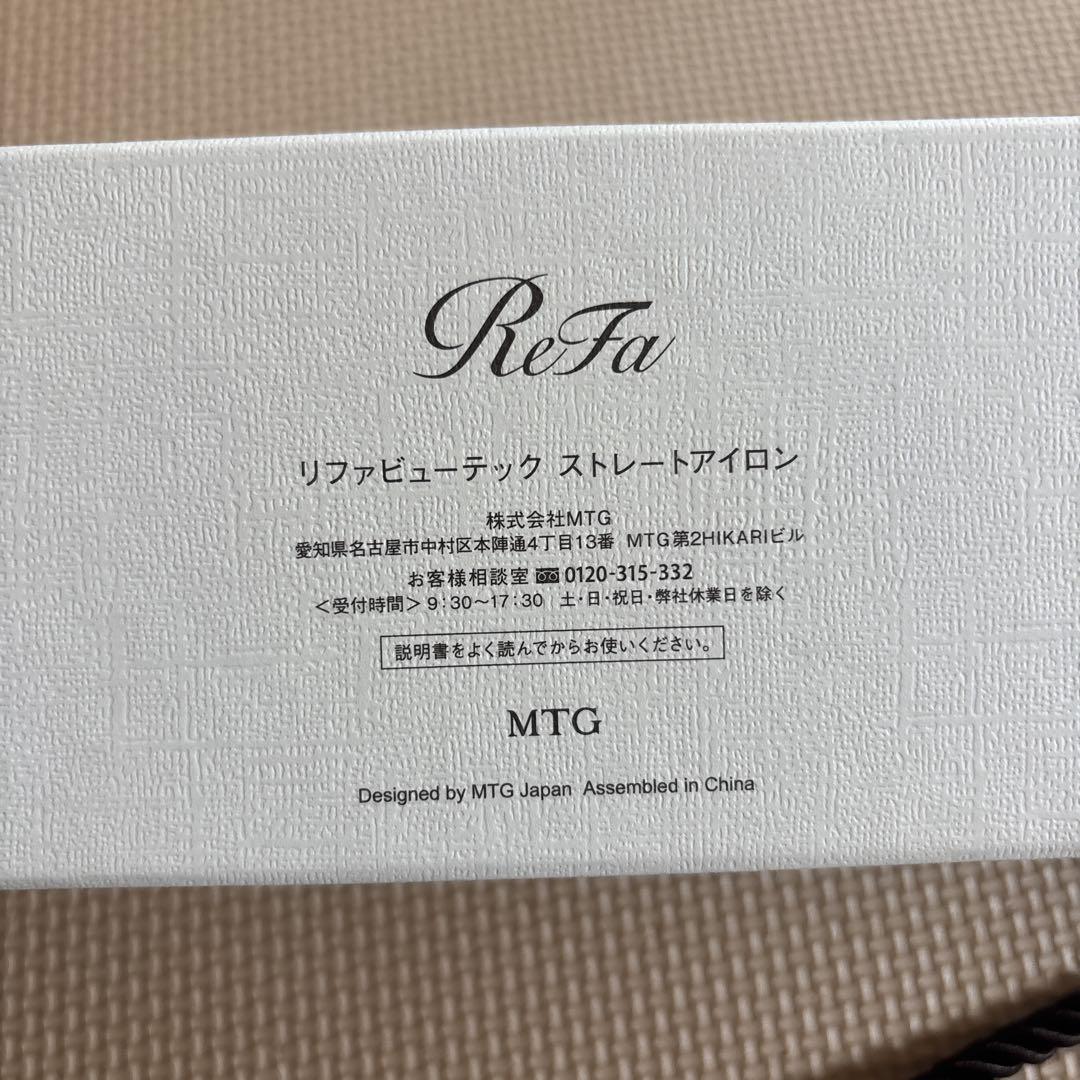 ReFa
リファビューテック ストレートアイロン
株式会社MTG
愛知県名古屋市中村区本陣通4丁目13番 MTG第2HIKARIビル
お客様相談室 0120-315-332
＜受付時間＞9:30〜17:30 土・日・祝日・弊社休業日を除く
説明書をよく読んでからお使いください。
MTG
Designed by MTG Japan Assembled in China